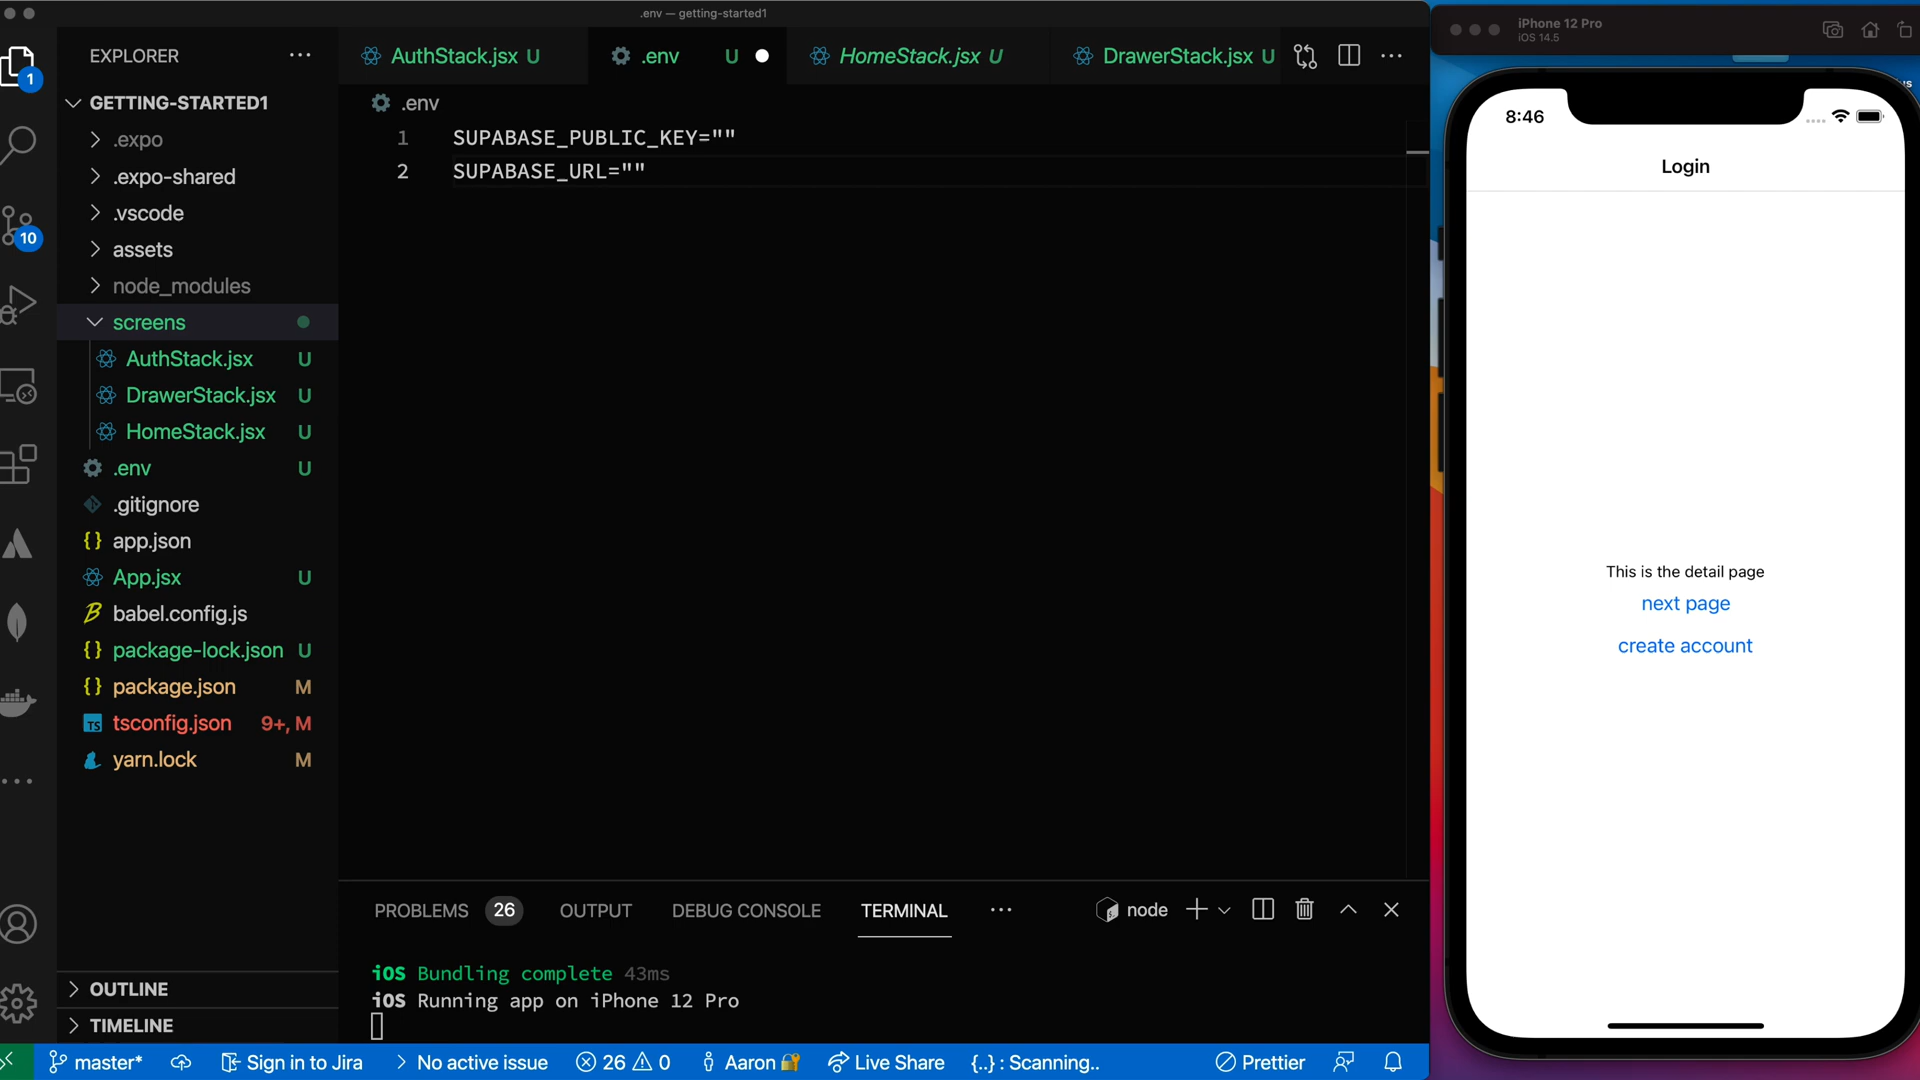 .env — getting-started1
EXPLORER
GETTING-STARTED1
.expo
.expo-shared
.vscode
assets
node_modules
screens
AuthStack.jsx U
DrawerStack.jsx U
HomeStack.jsx U
.env U
.gitignore
app.json
App.jsx U
babel.config.js
package-lock.json U
package.json M
tsconfig.json 9+, M
yarn.lock M
OUTLINE
TIMELINE
1
10
AuthStack.jsx U
.env U
HomeStack.jsx U
DrawerStack.jsx U
.env
1 SUPABASE_PUBLIC_KEY=""
2 SUPABASE_URL=""
PROBLEMS 26 OUTPUT DEBUG CONSOLE TERMINAL
node
iOS Bundling complete 43ms
iOS Running app on iPhone 12 Pro
master* Sign in to Jira No active issue 26 0 Aaron Live Share {..} : Scanning.. Prettier
iPhone 12 Pro
iOS 14.5
8:46
Login
This is the detail page
next page
create account